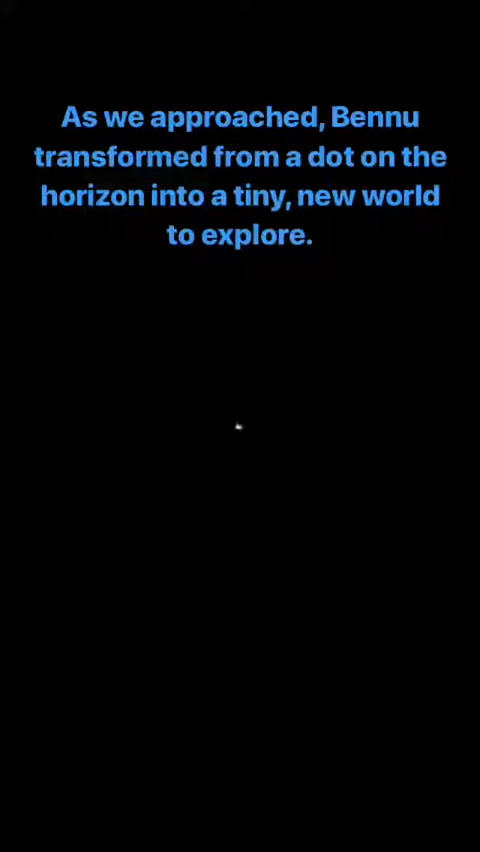 As we approached, Bennu
transformed from a dot on the
horizon into a tiny, new world
to explore.